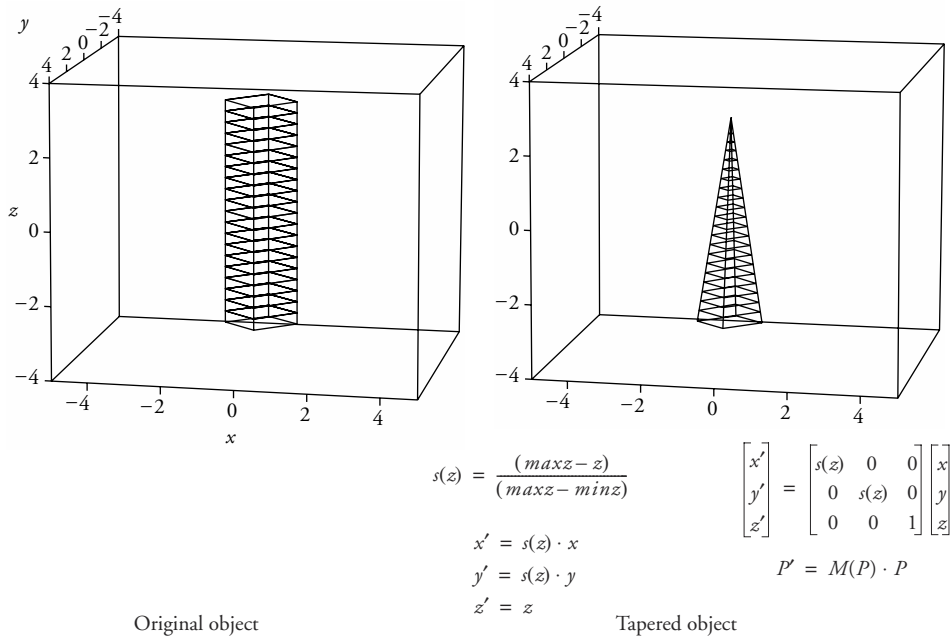 y
4 2 0 −2 −4
4
2
z
0
−2
−4
−4 −2 0 2 4
x
4 2 0 −2 −4
4
2
0
−2
−4
−4 −2 0 2 4
s(z) = (maxz − z) / (maxz − minz)
x′ = s(z) · x
y′ = s(z) · y
z′ = z
[x′] = [s(z) 0 0] [x]
[y′] = [0 s(z) 0] [y]
[z′] = [0 0 1] [z]
P′ = M(P) · P
Original object
Tapered object